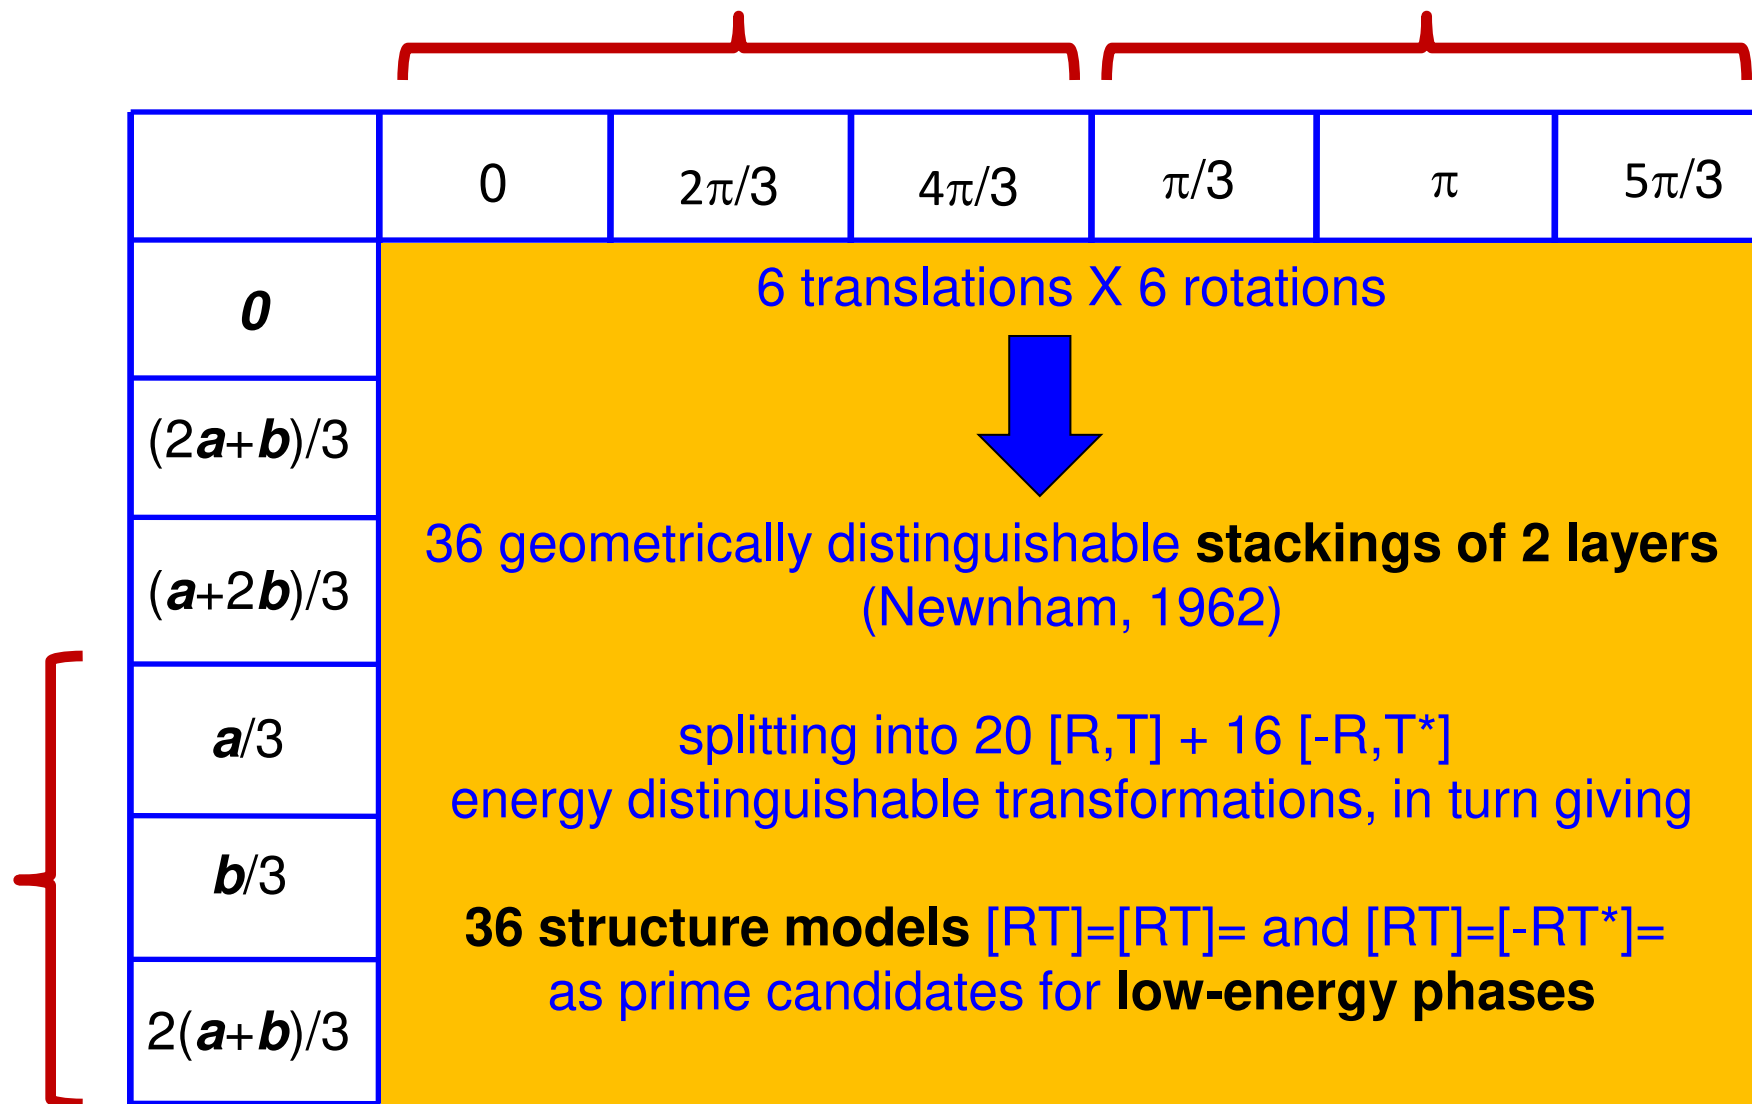 0 2π/3 4π/3 π/3 π 5π/3
0
(2a+b)/3
(a+2b)/3
a/3
b/3
2(a+b)/3
6 translations X 6 rotations
36 geometrically distinguishable stackings of 2 layers
(Newnham, 1962)
splitting into 20 [R,T] + 16 [-R,T*]
energy distinguishable transformations, in turn giving
36 structure models [RT]=[RT]= and [RT]=[-RT*]=
as prime candidates for low-energy phases